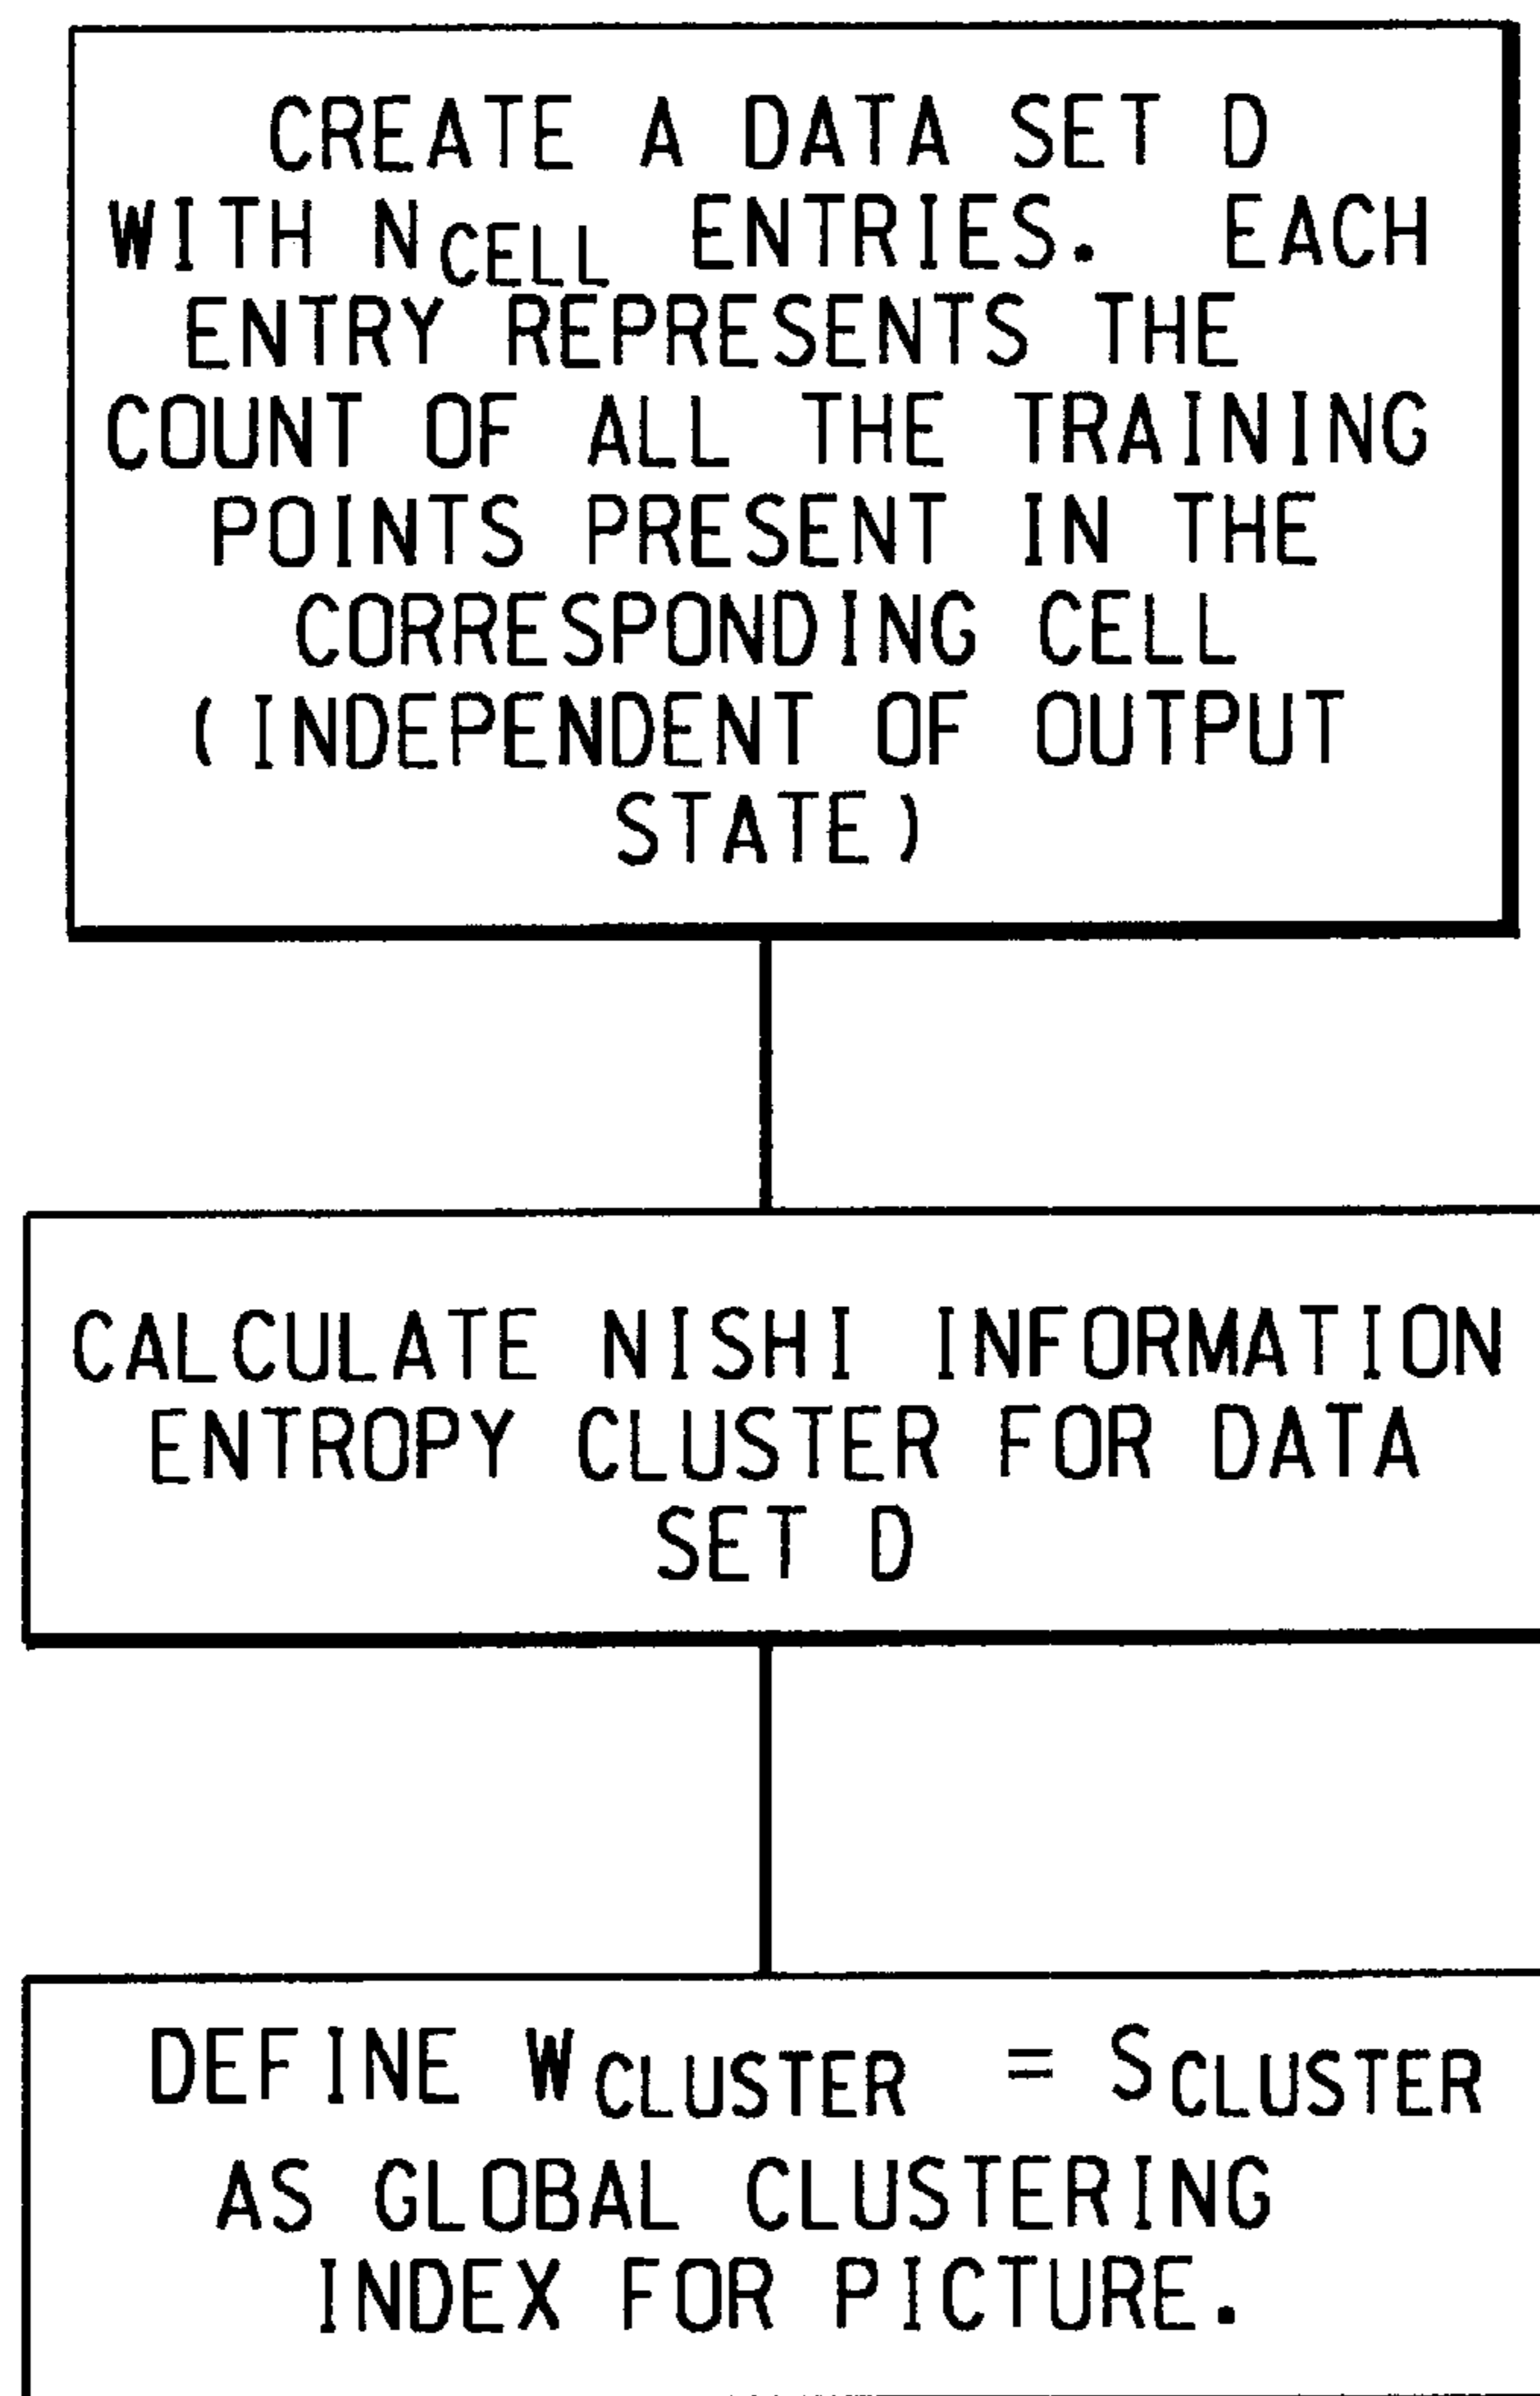 CREATE A DATA SET D
WITH NCELL ENTRIES. EACH
ENTRY REPRESENTS THE
COUNT OF ALL THE TRAINING
POINTS PRESENT IN THE
CORRESPONDING CELL
(INDEPENDENT OF OUTPUT
STATE)
CALCULATE NISHI INFORMATION
ENTROPY CLUSTER FOR DATA
SET D
DEFINE WCLUSTER = SCLUSTER
AS GLOBAL CLUSTERING
INDEX FOR PICTURE.